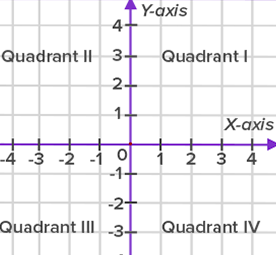 4 Y-axis
Quadrant II 3 Quadrant I
2
1
X-axis
-4 -3 -2 -1 0 1 2 3 4
-1
-2
Quadrant III -3 Quadrant IV